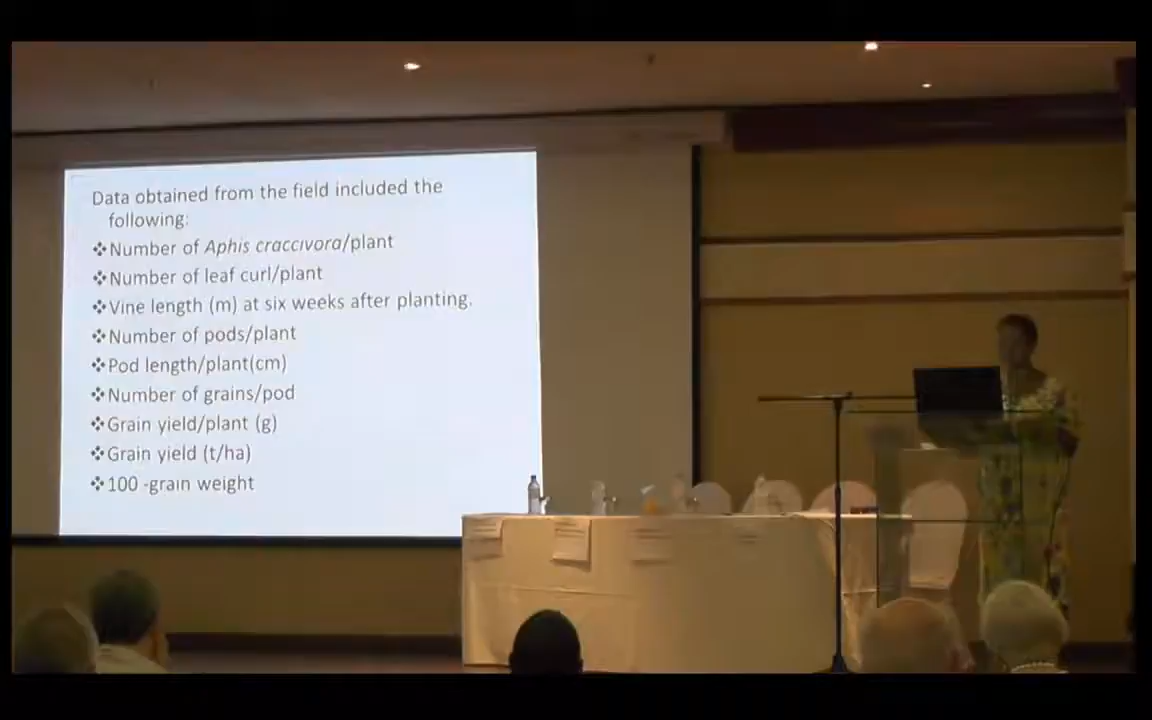 Data obtained from the field included the
following:
❖Number of Aphis craccivora/plant
❖Number of leaf curl/plant
❖Vine length (m) at six weeks after planting.
❖Number of pods/plant
❖Pod length/plant(cm)
❖Number of grains/pod
❖Grain yield/plant (g)
❖Grain yield (t/ha)
❖100 -grain weight